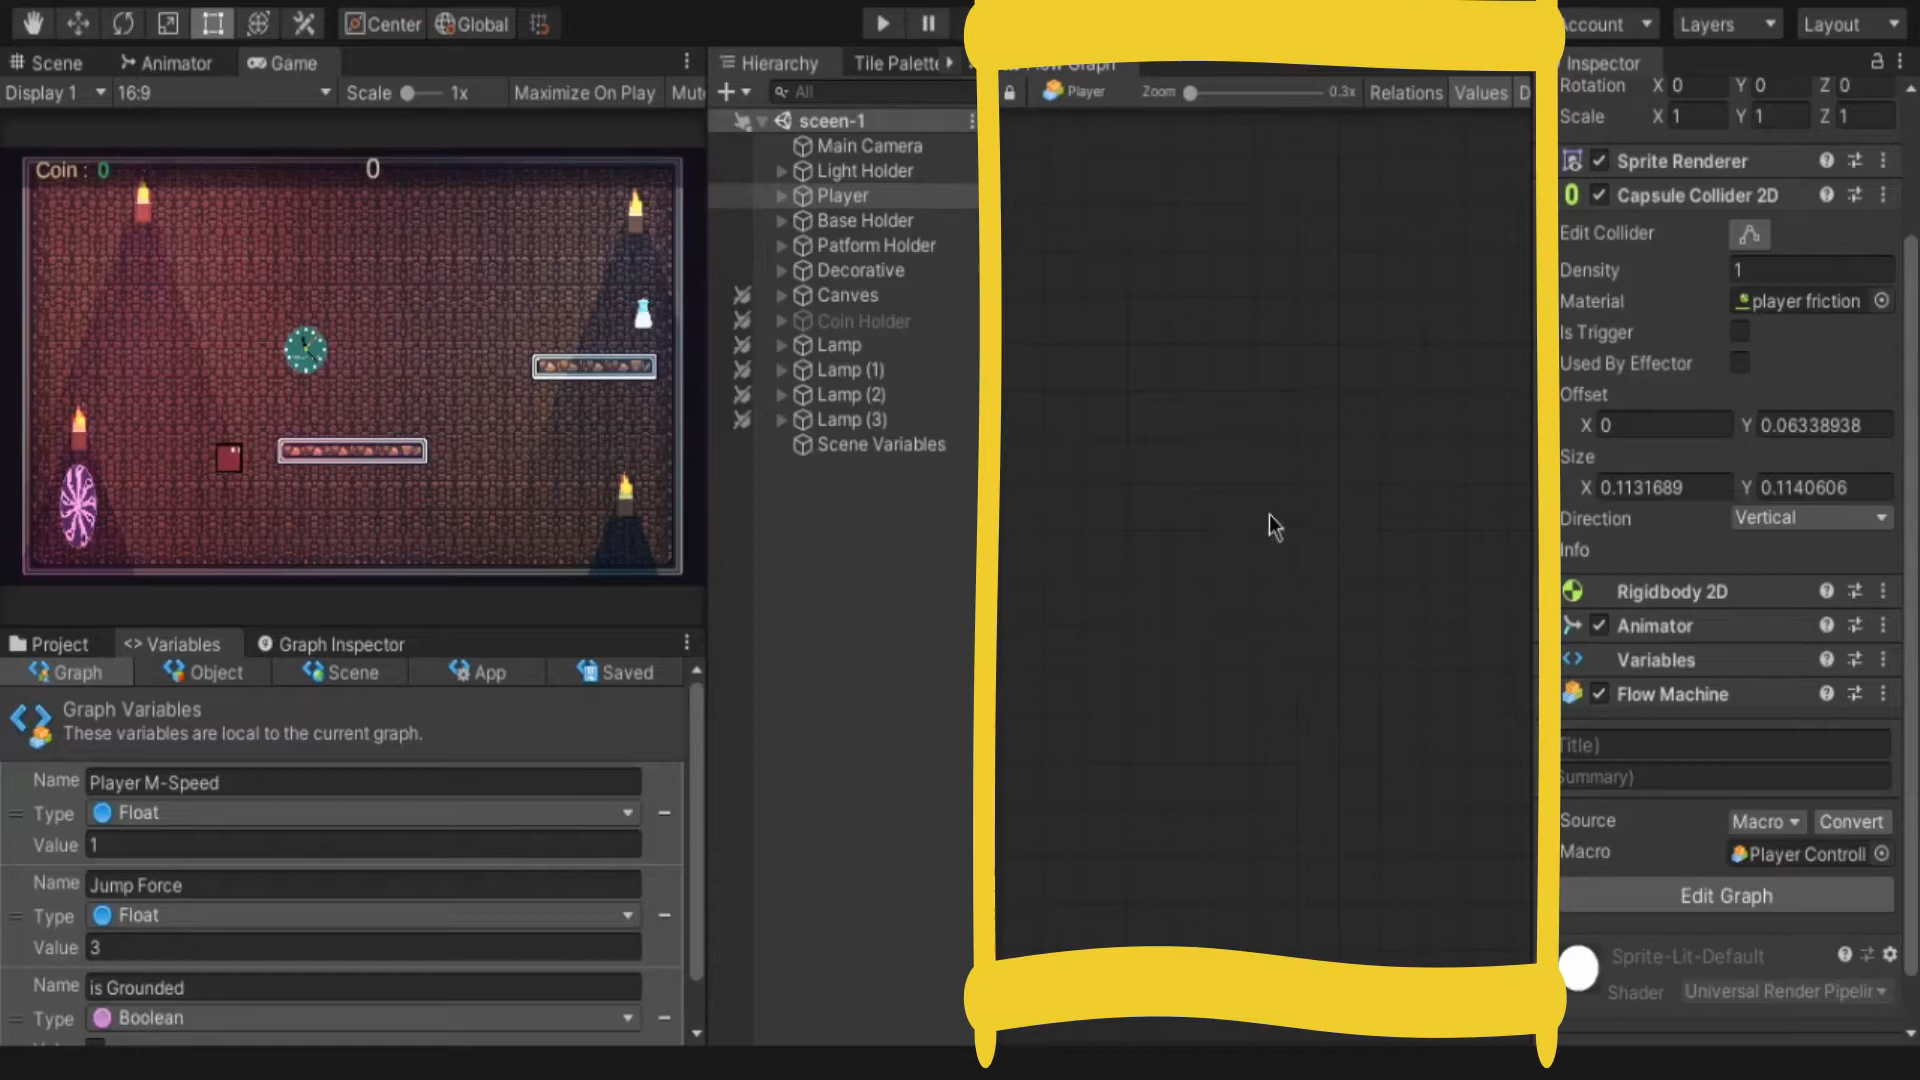 Center
Global
Account
Layers
Layout
Scene
Animator
Game
Hierarchy
Tile Palette
Flow Graph
Inspector
Display 1
16:9
Scale
1x
Maximize On Play
Mut
All
Player
Zoom
0.3x
Relations
Values
D
Rotation X 0 Y 0 Z 0
Scale X 1 Y 1 Z 1
Coin : 0
0
sceen-1
Main Camera
Light Holder
Player
Base Holder
Patform Holder
Decorative
Canves
Coin Holder
Lamp
Lamp (1)
Lamp (2)
Lamp (3)
Scene Variables
Sprite Renderer
Capsule Collider 2D
Edit Collider
Density 1
Material player friction
Is Trigger
Used By Effector
Offset
X 0 Y 0.06338938
Size
X 0.1131689 Y 0.1140606
Direction Vertical
Info
Rigidbody 2D
Animator
Variables
Flow Machine
Title)
Summary)
Source Macro Convert
Macro Player Controll
Edit Graph
Sprite-Lit-Default
Shader Universal Render Pipelir
Project
<> Variables
Graph Inspector
Graph
Object
Scene
App
Saved
Graph Variables
These variables are local to the current graph.
Name Player M-Speed
Type Float
Value 1
Name Jump Force
Type Float
Value 3
Name is Grounded
Type Boolean